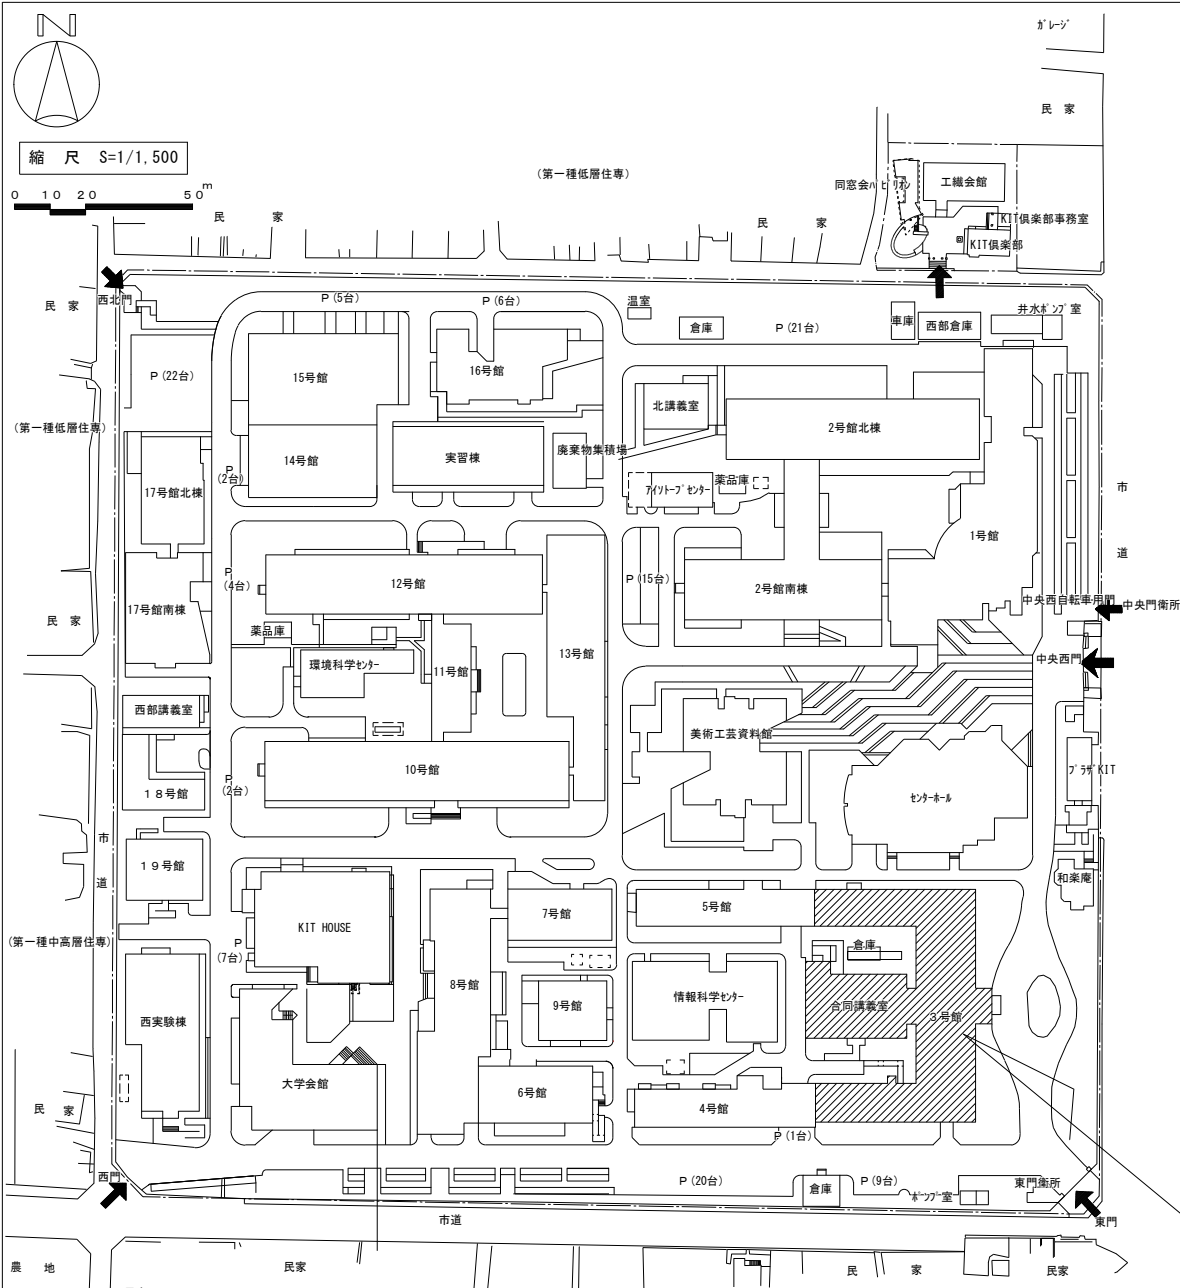 N
ガレージ
民 家
縮 尺 S=1/1,500
0 10 20 50m
(第一種低層住専)
同窓会パビリオン
工繊会館
KIT倶楽部事務室
KIT倶楽部
民 家
民 家
西北門
民 家
P(5台)
P(6台)
温室
倉庫
P(21台)
車庫
西部倉庫
井水ポンプ室
P(22台)
15号館
16号館
北講義室
2号館北棟
(第一種低層住専)
14号館
実習棟
廃棄物集積場
P
(2台)
17号館北棟
アイソトープセンター
薬品庫
市
道
1号館
12号館
P
(4台)
P(15台)
2号館南棟
17号館南棟
中央西自転車用門
中央門衛所
民 家
薬品庫
環境科学センター
11号館
13号館
中央西門
西部講義室
美術工芸資料館
10号館
プラザKIT
18号館
P
(2台)
センターホール
市
道
19号館
和楽庵
5号館
7号館
KIT HOUSE
(第一種中高層住専)
P
(7台)
倉庫
8号館
9号館
情報科学センター
合同講義室
3号館
西実験棟
大学会館
6号館
4号館
民 家
P(1台)
西門
P(20台)
倉庫
P(9台)
ポンプ室
東門衛所
東門
市道
農 地
民家
民 家
民家